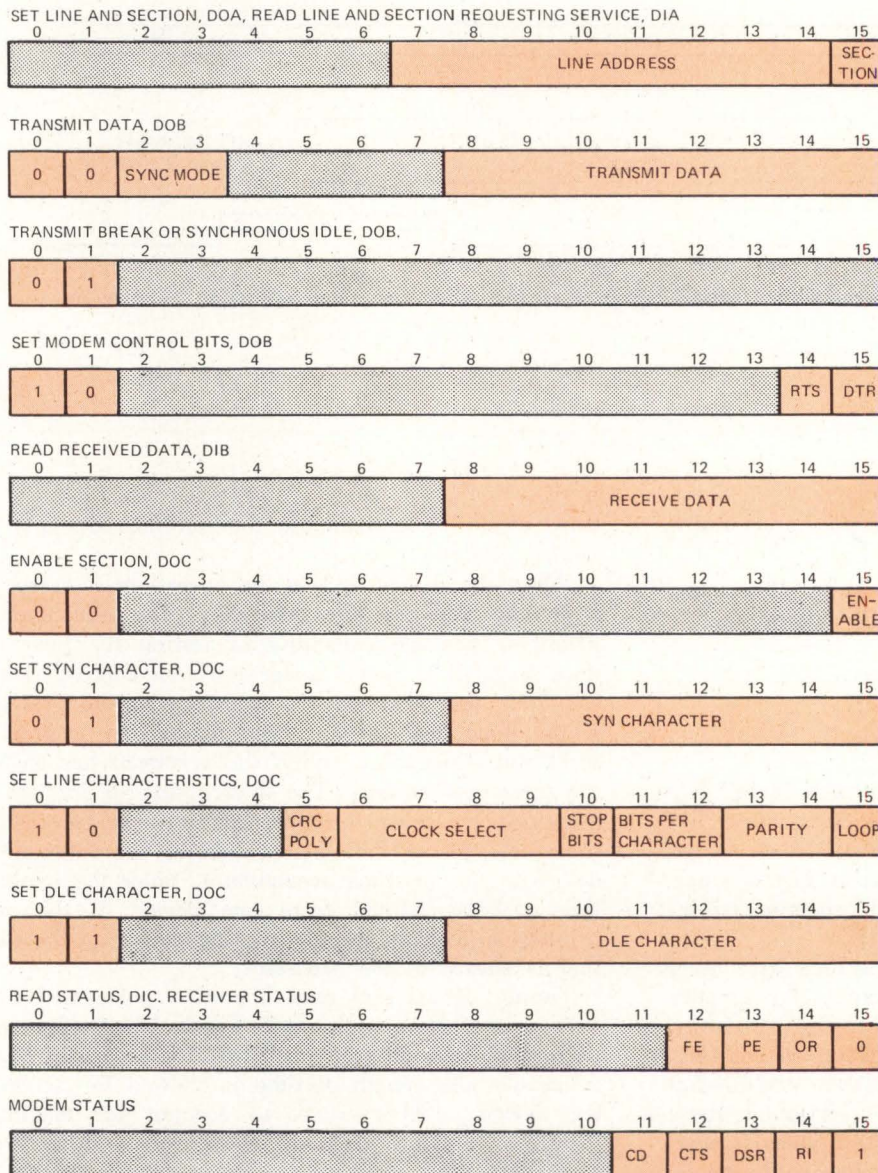 SET LINE AND SECTION, DOA, READ LINE AND SECTION REQUESTING SERVICE, DIA
0 1 2 3 4 5 6 7 8 9 10 11 12 13 14 15
LINE ADDRESS SEC-
TION
TRANSMIT DATA, DOB
0 1 2 3 4 5 6 7 8 9 10 11 12 13 14 15
0 0 SYNC MODE TRANSMIT DATA
TRANSMIT BREAK OR SYNCHRONOUS IDLE, DOB.
0 1 2 3 4 5 6 7 8 9 10 11 12 13 14 15
0 1
SET MODEM CONTROL BITS, DOB
0 1 2 3 4 5 6 7 8 9 10 11 12 13 14 15
1 0 RTS DTR
READ RECEIVED DATA, DIB
0 1 2 3 4 5 6 7 8 9 10 11 12 13 14 15
RECEIVE DATA
ENABLE SECTION, DOC
0 1 2 3 4 5 6 7 8 9 10 11 12 13 14 15
0 0 EN-
ABLE
SET SYN CHARACTER, DOC
0 1 2 3 4 5 6 7 8 9 10 11 12 13 14 15
0 1 SYN CHARACTER
SET LINE CHARACTERISTICS, DOC
0 1 2 3 4 5 6 7 8 9 10 11 12 13 14 15
1 0 CRC POLY CLOCK SELECT STOP BITS BITS PER CHARACTER PARITY LOOP
SET DLE CHARACTER, DOC
0 1 2 3 4 5 6 7 8 9 10 11 12 13 14 15
1 1 DLE CHARACTER
READ STATUS, DIC. RECEIVER STATUS
0 1 2 3 4 5 6 7 8 9 10 11 12 13 14 15
FE PE OR 0
MODEM STATUS
0 1 2 3 4 5 6 7 8 9 10 11 12 13 14 15
CD CTS DSR RI 1